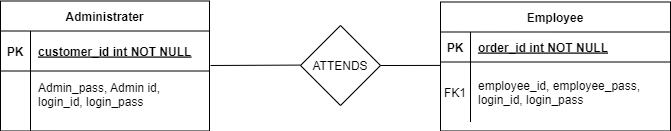 Administrater
PK customer_id int NOT NULL
Admin_pass, Admin id,
login_id, login_pass
ATTENDS
Employee
PK order_id int NOT NULL
FK1 employee_id, employee_pass,
login_id, login_pass